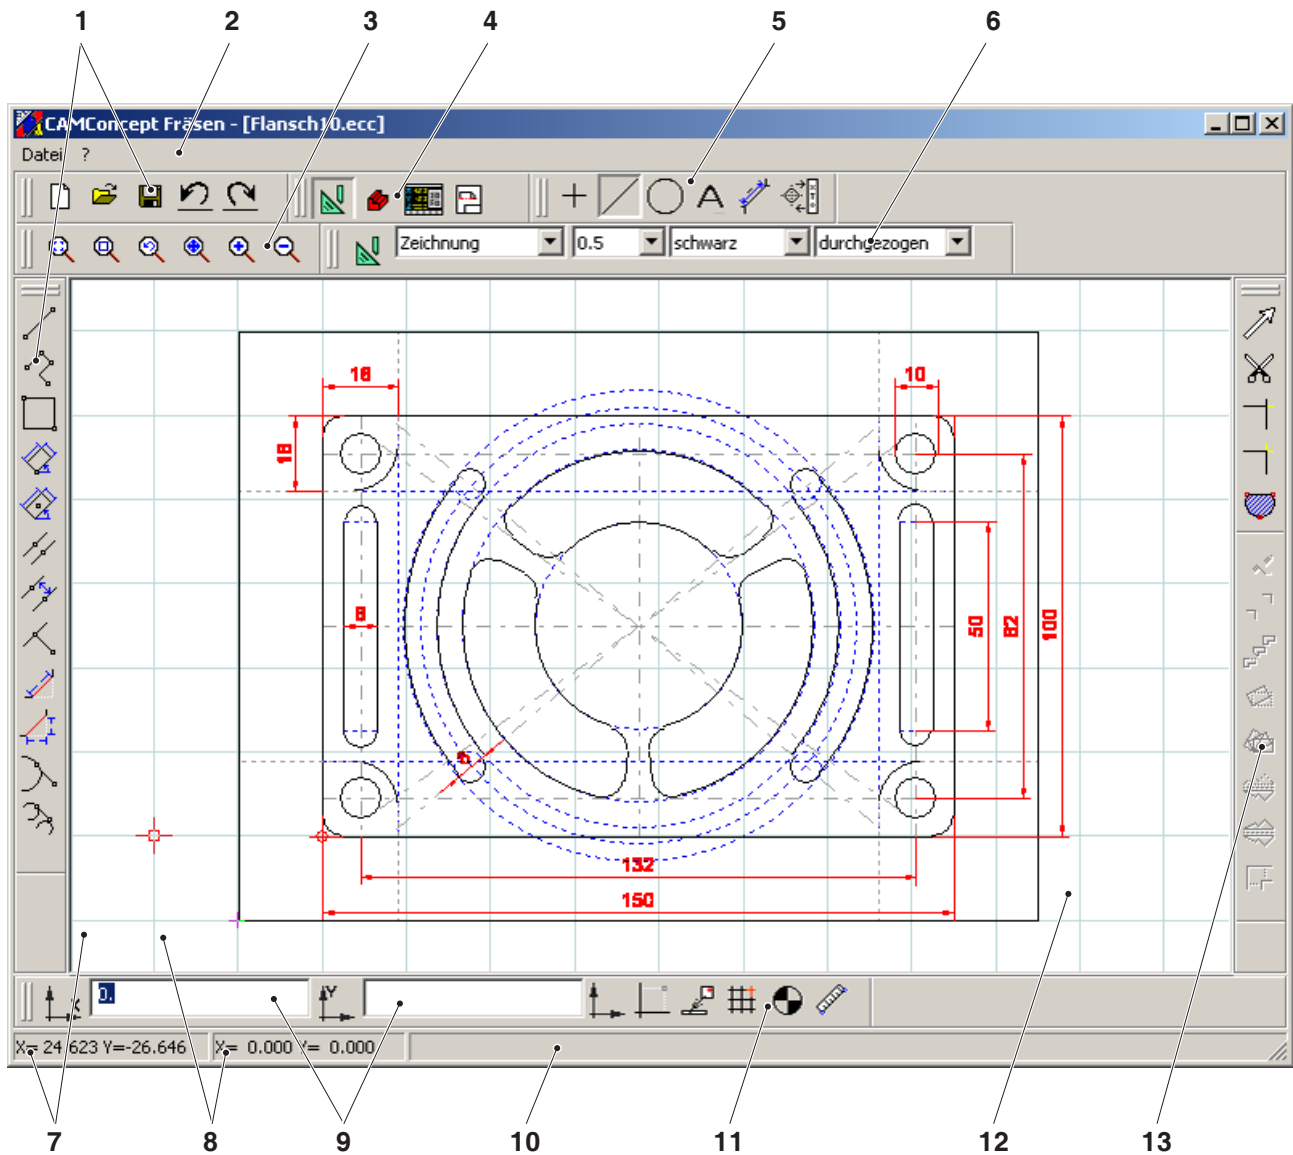 1 2 3 4 5 6
CAMConcept Fräsen - [Flansch10.ecc]
Datei ?
A
Zeichnung 0.5 schwarz durchgezogen
18 10
18
8 50 82 100
6
132
150
X 0. Y
X= 24.623 Y=-26.646 X= 0.000 Y= 0.000
7 8 9 10 11 12 13